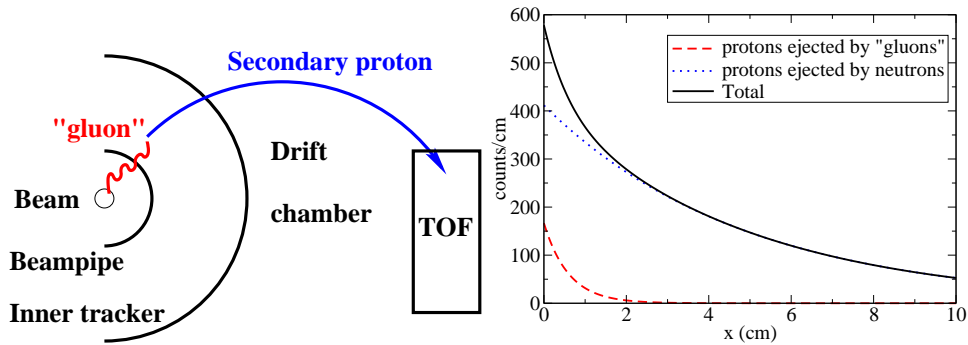 Secondary proton
"gluon"
Drift
chamber
Beam
TOF
Beampipe
Inner tracker
600
500
400
300
200
100
0
counts/cm
protons ejected by "gluons"
protons ejected by neutrons
Total
0
2
4
6
8
10
x (cm)